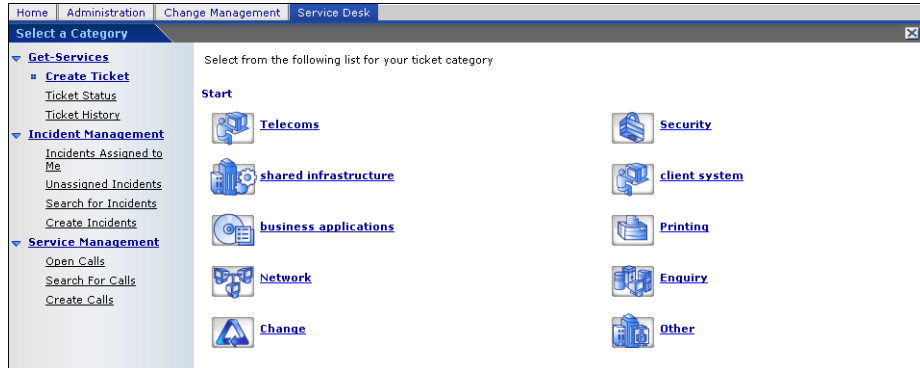 Home Administration Change Management Service Desk
Select a Category
Get-Services
Create Ticket
Ticket Status
Ticket History
Incident Management
Incidents Assigned to
Me
Unassigned Incidents
Search for Incidents
Create Incidents
Service Management
Open Calls
Search For Calls
Create Calls
Select from the following list for your ticket category
Start
Telecoms Security
shared infrastructure client system
business applications Printing
Network Enquiry
Change Other